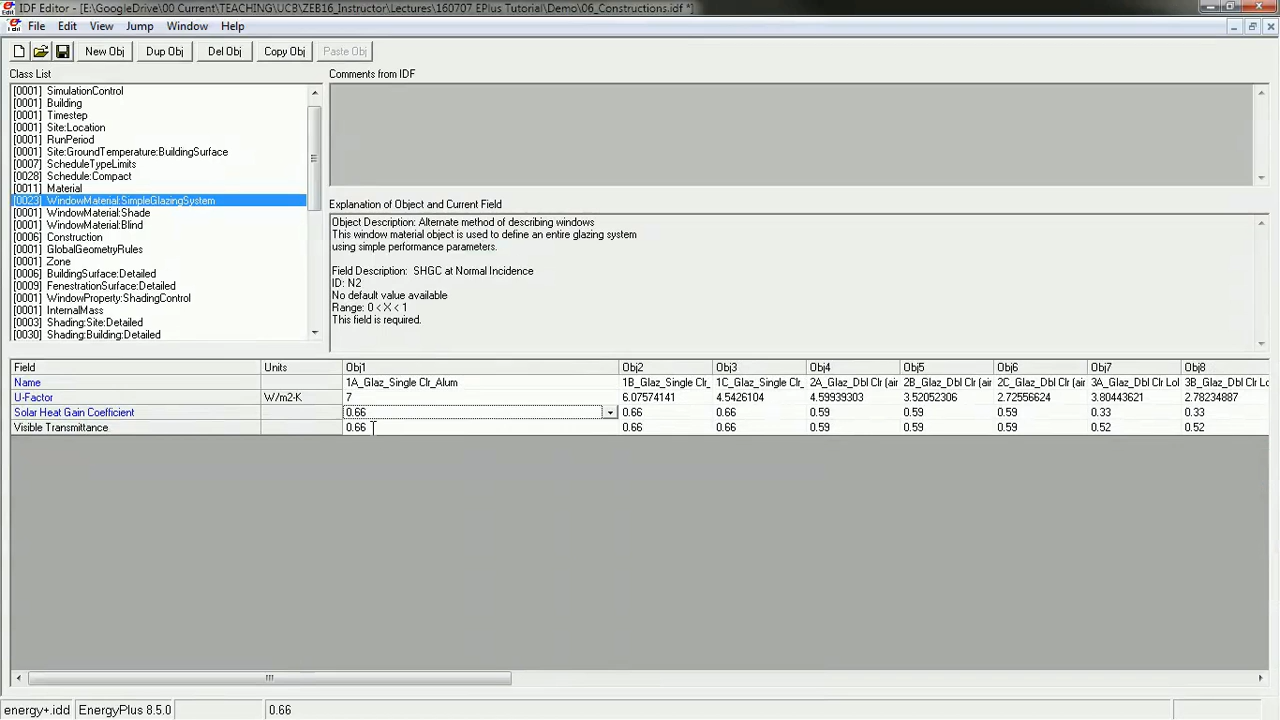 IDF Editor - [E:\GoogleDrive\00 Current\TEACHING\UCB\ZEB16_Instructor\Lectures\160707 EPlus Tutorial\Demo\06_Constructions.idf *]
File Edit View Jump Window Help
New Obj Dup Obj Del Obj Copy Obj Paste Obj
Class List
[0001] SimulationControl
[0001] Building
[0001] Timestep
[0001] Site:Location
[0001] RunPeriod
[0001] Site:GroundTemperature:BuildingSurface
[0007] ScheduleTypeLimits
[0028] Schedule:Compact
[0011] Material
[0023] WindowMaterial:SimpleGlazingSystem
[0001] WindowMaterial:Shade
[0001] WindowMaterial:Blind
[0006] Construction
[0001] GlobalGeometryRules
[0001] Zone
[0006] BuildingSurface:Detailed
[0009] FenestrationSurface:Detailed
[0001] WindowProperty:ShadingControl
[0001] InternalMass
[0003] Shading:Site:Detailed
[0030] Shading:Building:Detailed
Comments from IDF
Explanation of Object and Current Field
Object Description: Alternate method of describing windows
This window material object is used to define an entire glazing system
using simple performance parameters.
Field Description: SHGC at Normal Incidence
ID: N2
No default value available
Range: 0 < X < 1
This field is required.
Field Units Obj1 Obj2 Obj3 Obj4 Obj5 Obj6 Obj7 Obj8
Name 1A_Glaz_Single Clr_Alum 1B_Glaz_Single Clr_ 1C_Glaz_Single Clr_ 2A_Glaz_Dbl Clr (air 2B_Glaz_Dbl Clr (air 2C_Glaz_Dbl Clr (air 3A_Glaz_Dbl Clr Lo 3B_Glaz_Dbl Clr Lo
U-Factor W/m2-K 7 6.07574141 4.5426104 4.59939303 3.52052306 2.72556624 3.80443621 2.78234887
Solar Heat Gain Coefficient 0.66 0.66 0.66 0.59 0.59 0.59 0.33 0.33
Visible Transmittance 0.66 0.66 0.66 0.59 0.59 0.59 0.52 0.52
energy+.idd EnergyPlus 8.5.0 0.66